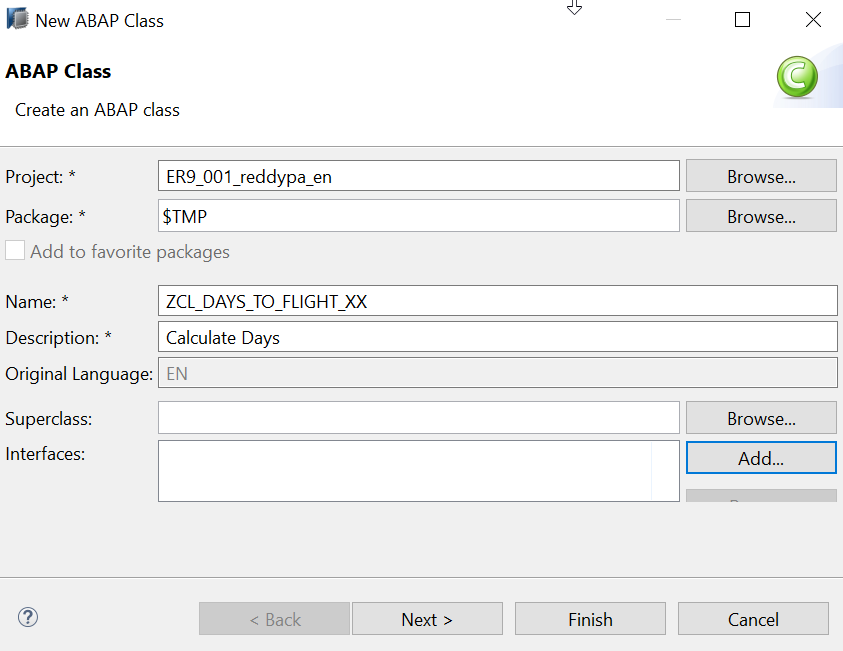 New ABAP Class
ABAP Class
C
Create an ABAP class
Project: * ER9_001_reddypa_en Browse...
Package: * $TMP Browse...
Add to favorite packages
Name: * ZCL_DAYS_TO_FLIGHT_XX
Description: * Calculate Days
Original Language: EN
Superclass: Browse...
Interfaces: Add...
? < Back Next > Finish Cancel